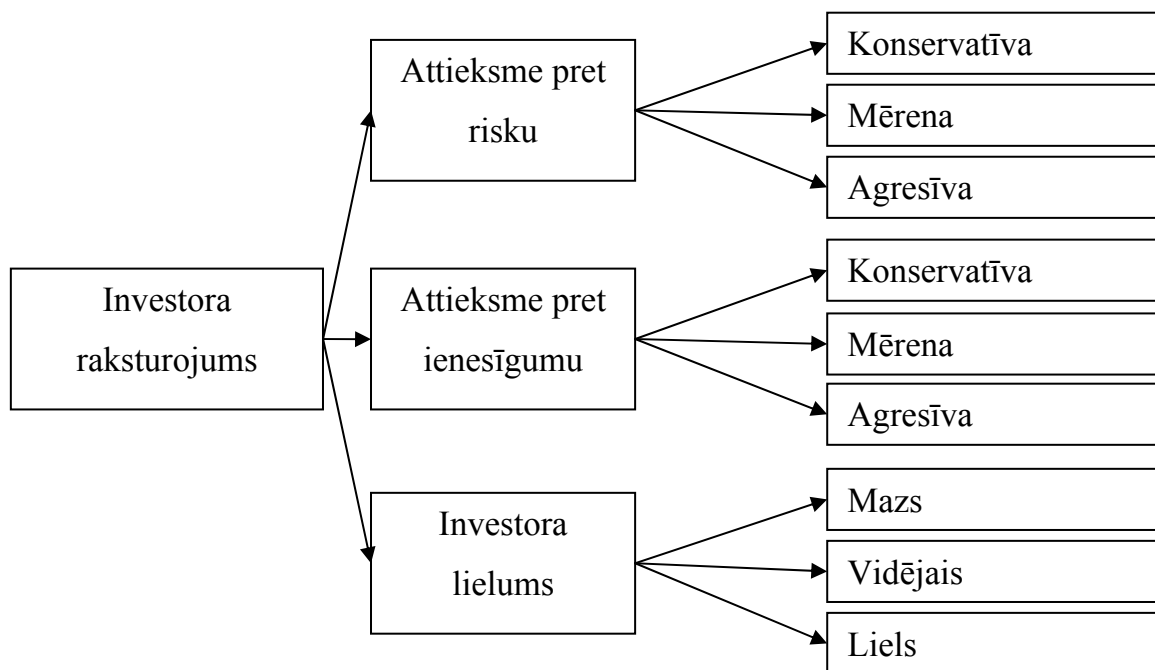 Investora
raksturojums
Attieksme pret
risku
Konservatīva
Mērena
Agresīva
Attieksme pret
ienesīgumu
Konservatīva
Mērena
Agresīva
Investora
lielums
Mazs
Vidējais
Liels